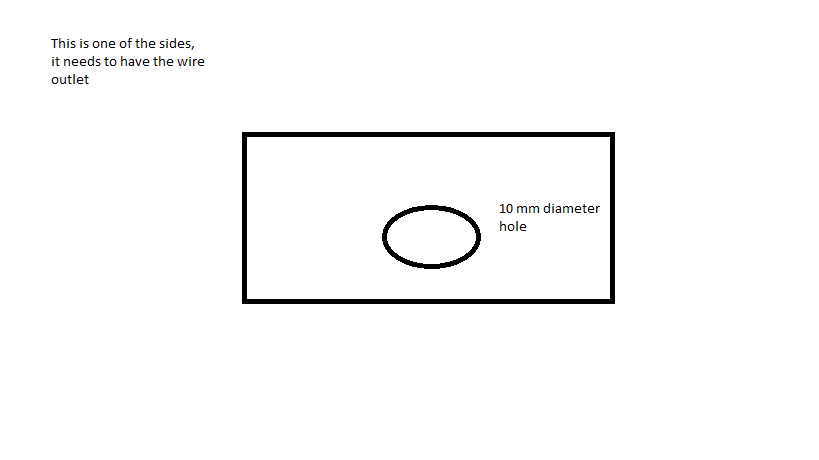 This is one of the sides,
it needs to have the wire
outlet
10 mm diameter
hole